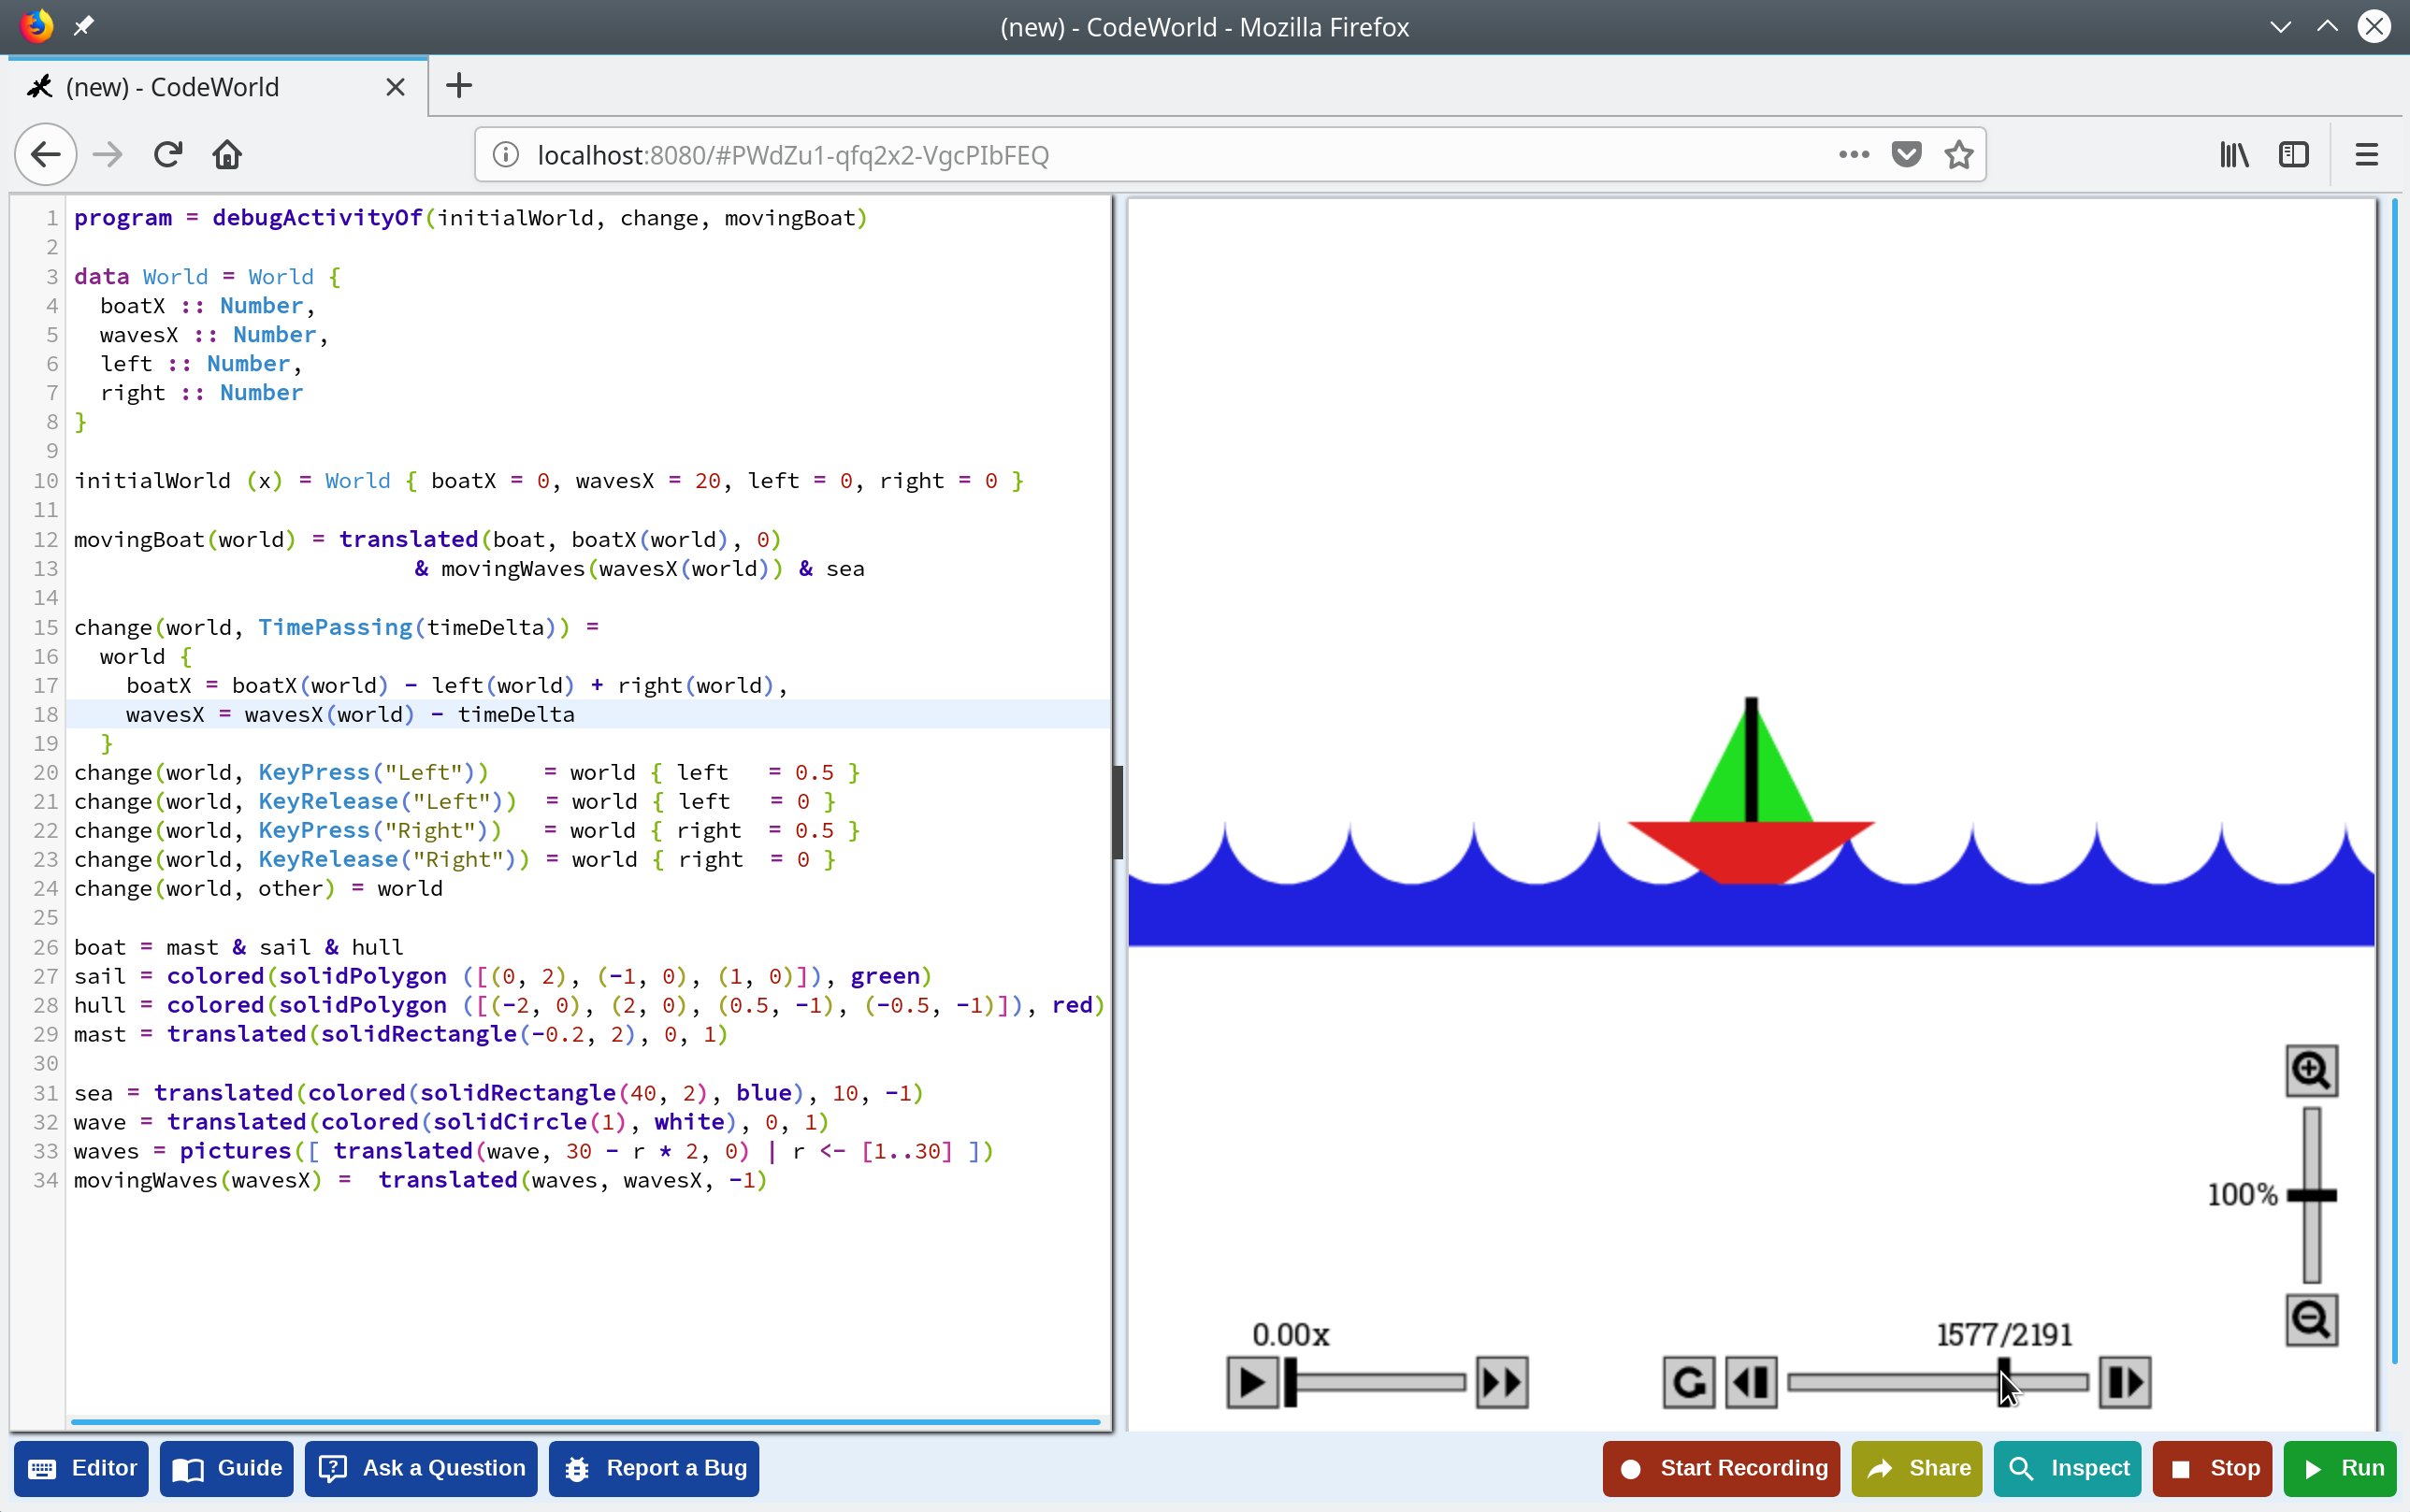 (new) - CodeWorld - Mozilla Firefox
(new) - CodeWorld
localhost:8080/#PWdZu1-qfq2x2-VgcPIbFEQ
1 program = debugActivityOf(initialWorld, change, movingBoat)
2
3 data World = World {
4   boatX :: Number,
5   wavesX :: Number,
6   left :: Number,
7   right :: Number
8 }
9
10 initialWorld (x) = World { boatX = 0, wavesX = 20, left = 0, right = 0 }
11
12 movingBoat(world) = translated(boat, boatX(world), 0)
13                           & movingWaves(wavesX(world)) & sea
14
15 change(world, TimePassing(timeDelta)) =
16   world {
17     boatX = boatX(world) - left(world) + right(world),
18     wavesX = wavesX(world) - timeDelta
19   }
20 change(world, KeyPress("Left"))    = world { left   = 0.5 }
21 change(world, KeyRelease("Left"))  = world { left   = 0 }
22 change(world, KeyPress("Right"))   = world { right  = 0.5 }
23 change(world, KeyRelease("Right")) = world { right  = 0 }
24 change(world, other) = world
25
26 boat = mast & sail & hull
27 sail = colored(solidPolygon ([(0, 2), (-1, 0), (1, 0)]), green)
28 hull = colored(solidPolygon ([(-2, 0), (2, 0), (0.5, -1), (-0.5, -1)]), red)
29 mast = translated(solidRectangle(-0.2, 2), 0, 1)
30
31 sea = translated(colored(solidRectangle(40, 2), blue), 10, -1)
32 wave = translated(colored(solidCircle(1), white), 0, 1)
33 waves = pictures([ translated(wave, 30 - r * 2, 0) | r <- [1..30] ])
34 movingWaves(wavesX) =  translated(waves, wavesX, -1)
100%
0.00x
1577/2191
Editor
Guide
Ask a Question
Report a Bug
Start Recording
Share
Inspect
Stop
Run